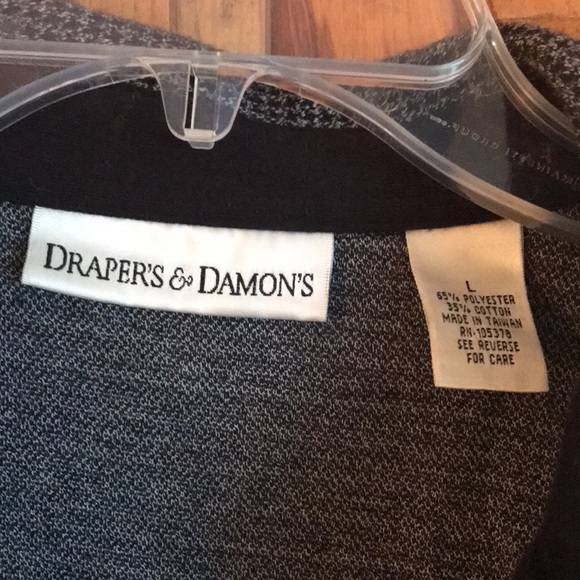 DRAPER'S & DAMON'S
L
65% POLYESTER
35% COTTON
MADE IN TAIWAN
RN-105378
SEE REVERSE
FOR CARE